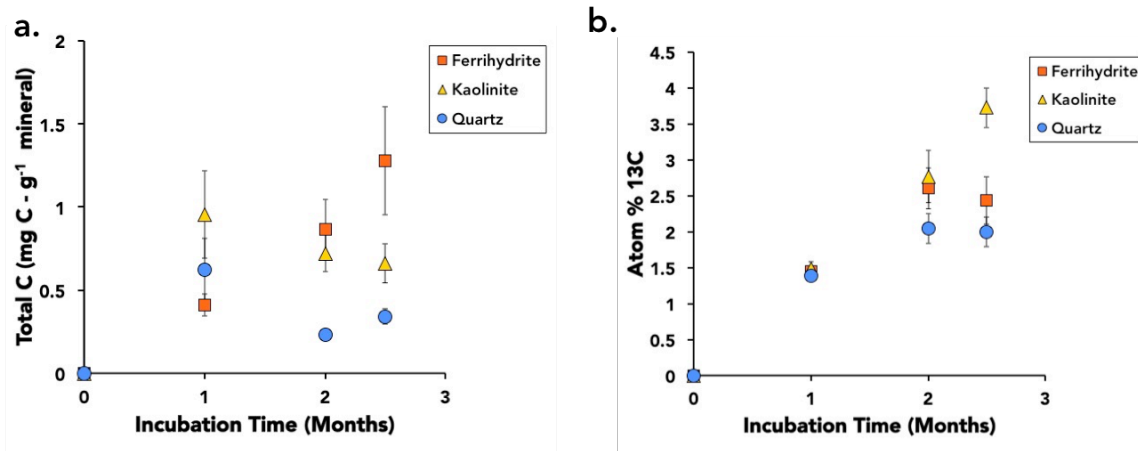 a.
Total C (mg C - g⁻¹ mineral)
2
1.5
1
0.5
0
0
1
2
3
Incubation Time (Months)
Ferrihydrite
Kaolinite
Quartz
b.
Atom % 13C
4.5
4
3.5
3
2.5
2
1.5
1
0.5
0
0
1
2
3
Incubation Time (Months)
Ferrihydrite
Kaolinite
Quartz